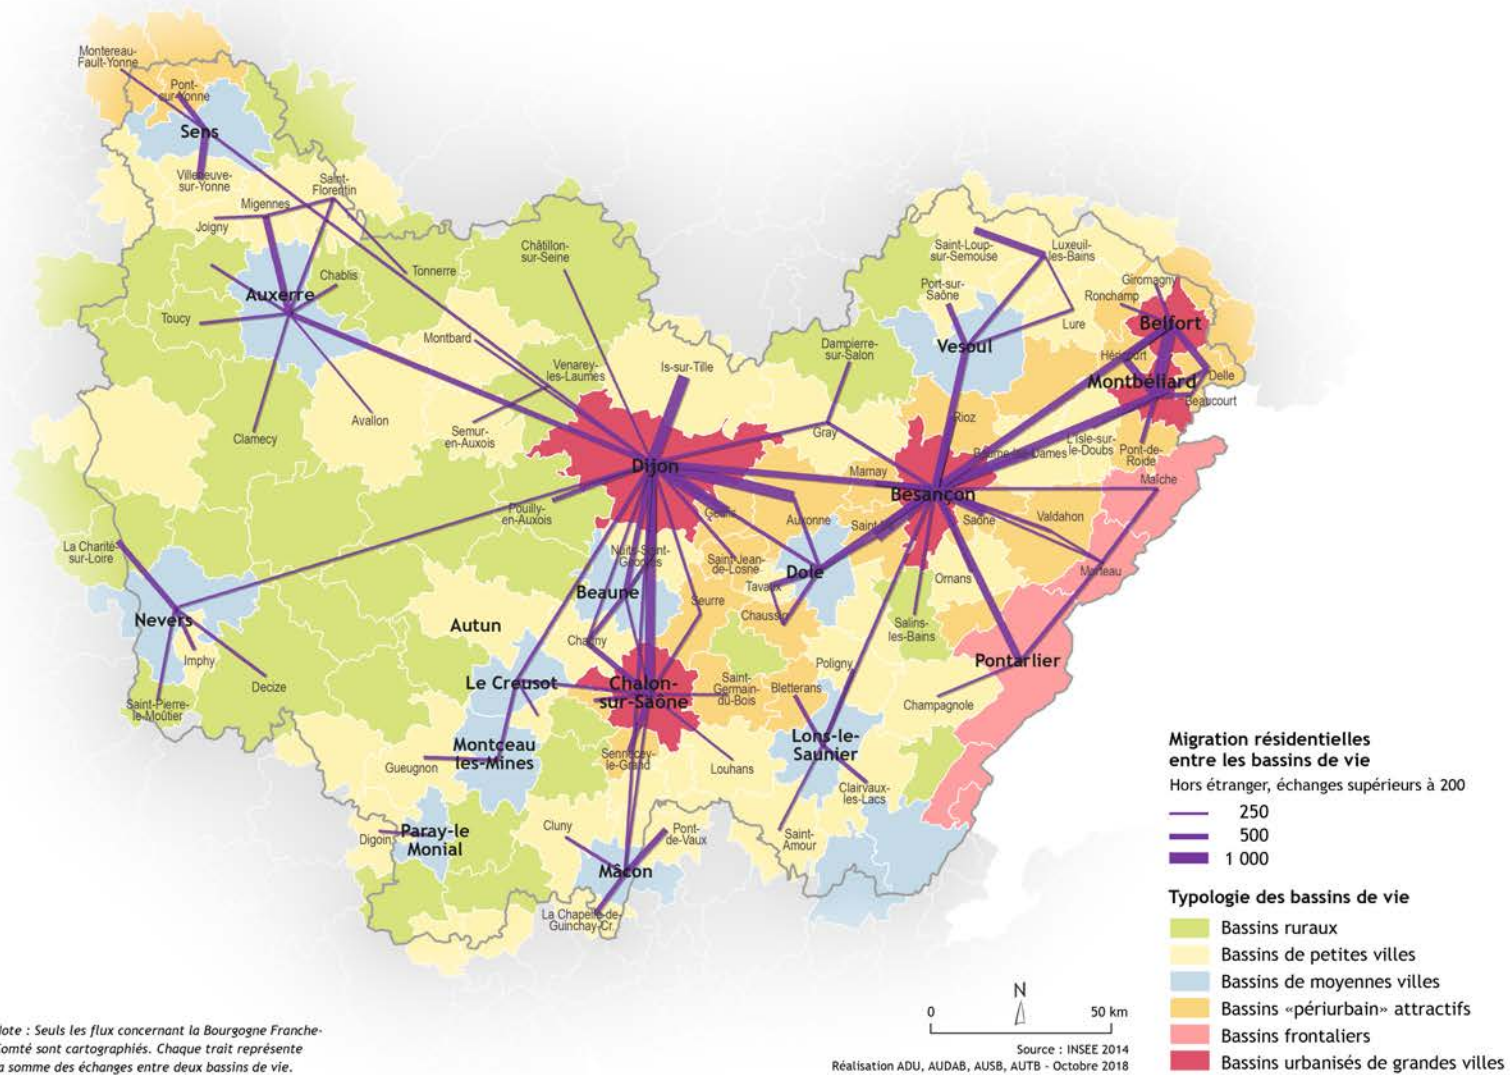 Montereau-
Fault-Yonne
Pont-
sur-Yonne
Sens
Villeneuve-
sur-Yonne
Saint-
Florentin
Migennes
Joigny
Tonnerre
Châtillon-
sur-Seine
Chablis
Auxerre
Toucy
Montbard
Venarey-
les-Laumes
Is-sur-Tille
Avallon
Semur-
en-Auxois
Clamecy
Saint-Loup-
sur-Semouse
Luxeuil-
les-Bains
Port-sur-
Saône
Giromagny
Ronchamp
Belfort
Lure
Vesoul
Dampierre-
sur-Salon
Héricourt
Delle
Montbéliard
Beaucourt
Rioz
Gray
L'Isle-sur-
le-Doubs
Baume-les-Dames
Pont-de-
Roide
Dijon
Marnay
Besançon
Maîche
Pouilly-
en-Auxois
Genlis
Auxonne
Saône
Valdahon
La Charité-
sur-Loire
Nuits-Saint-
Georges
Saint-Jean-
de-Losne
Dole
Tavaux
Morteau
Ornans
Beaune
Seurre
Chaussin
Nevers
Autun
Salins-
les-Bains
Chagny
Imphy
Poligny
Pontarlier
Decize
Le Creusot
Chalon-
sur-Saône
Saint-
Germain-
du-Bois
Bletterans
Champagnole
Saint-Pierre-
le-Moûtier
Montceau
les-Mines
Gueugnon
Sennecey-
le-Grand
Louhans
Lons-le-
Saunier
Clairvaux-
les-Lacs
Digoin
Paray-le
Monial
Cluny
Pont-
de-Vaux
Saint-
Amour
Mâcon
La Chapelle-de-
Guinchay-Cr.
Migration résidentielles
entre les bassins de vie
Hors étranger, échanges supérieurs à 200
250
500
1 000
Typologie des bassins de vie
Bassins ruraux
Bassins de petites villes
Bassins de moyennes villes
Bassins «périurbain» attractifs
Bassins frontaliers
Bassins urbanisés de grandes villes
N
0 50 km
Source : INSEE 2014
Réalisation ADU, AUDAB, AUSB, AUTB - Octobre 2018
ote : Seuls les flux concernant la Bourgogne Franche-
omté sont cartographiés. Chaque trait représente
a somme des échanges entre deux bassins de vie.